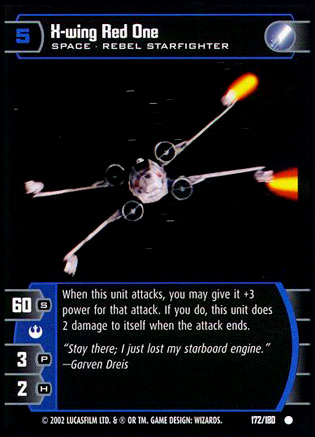 5
X-wing Red One
SPACE · REBEL STARFIGHTER
60 S
When this unit attacks, you may give it +3
power for that attack. If you do, this unit does
2 damage to itself when the attack ends.
3 P
"Stay there; I just lost my starboard engine."
—Garven Dreis
2 H
© 2002 LUCASFILM LTD. & ® OR TM. GAME DESIGN: WIZARDS.
172/180